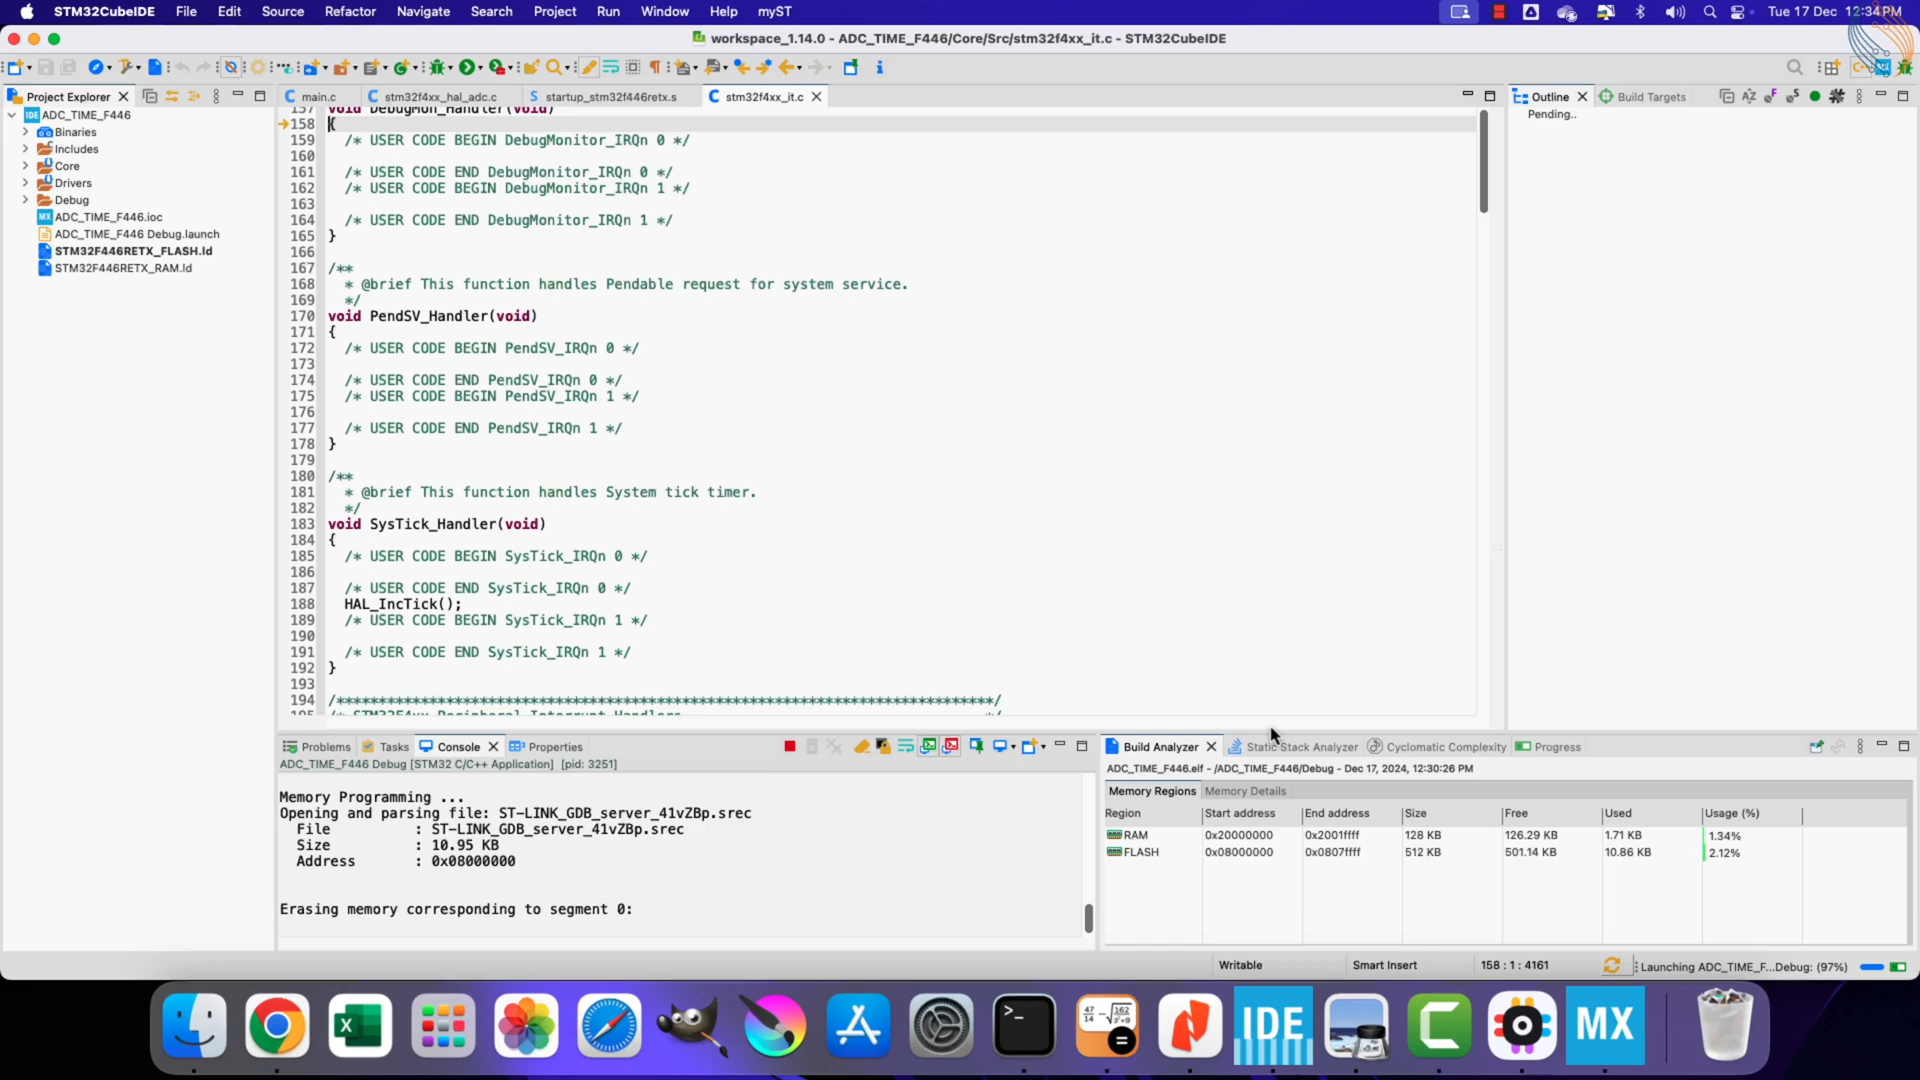 STM32CubeIDE File Edit Source Refactor Navigate Search Project Run Window Help myST Tue 17 Dec 12:34PM
workspace_1.14.0 - ADC_TIME_F446/Core/Src/stm32f4xx_it.c - STM32CubeIDE
Project Explorer
IDE ADC_TIME_F446
Binaries
Includes
Core
Drivers
Debug
MX ADC_TIME_F446.ioc
ADC_TIME_F446 Debug.launch
STM32F446RETX_FLASH.ld
STM32F446RETX_RAM.ld
main.c stm32f4xx_hal_adc.c startup_stm32f446retx.s stm32f4xx_it.c
157 void DebugMon_Handler(void)
158 {
159 /* USER CODE BEGIN DebugMonitor_IRQn 0 */
160
161 /* USER CODE END DebugMonitor_IRQn 0 */
162 /* USER CODE BEGIN DebugMonitor_IRQn 1 */
163
164 /* USER CODE END DebugMonitor_IRQn 1 */
165 }
166
167 /**
168 * @brief This function handles Pendable request for system service.
169 */
170 void PendSV_Handler(void)
171 {
172 /* USER CODE BEGIN PendSV_IRQn 0 */
173
174 /* USER CODE END PendSV_IRQn 0 */
175 /* USER CODE BEGIN PendSV_IRQn 1 */
176
177 /* USER CODE END PendSV_IRQn 1 */
178 }
179
180 /**
181 * @brief This function handles System tick timer.
182 */
183 void SysTick_Handler(void)
184 {
185 /* USER CODE BEGIN SysTick_IRQn 0 */
186
187 /* USER CODE END SysTick_IRQn 0 */
188 HAL_IncTick();
189 /* USER CODE BEGIN SysTick_IRQn 1 */
190
191 /* USER CODE END SysTick_IRQn 1 */
192 }
193
194 /******************************************************************************/
195 /* STM32F4xx Peripheral Interrupt Handlers */
Outline Build Targets
Pending..
Problems Tasks Console Properties
ADC_TIME_F446 Debug [STM32 C/C++ Application] [pid: 3251]
Memory Programming ...
Opening and parsing file: ST-LINK_GDB_server_41vZBp.srec
File : ST-LINK_GDB_server_41vZBp.srec
Size : 10.95 KB
Address : 0x08000000
Erasing memory corresponding to segment 0:
Build Analyzer Static Stack Analyzer Cyclomatic Complexity Progress
ADC_TIME_F446.elf - /ADC_TIME_F446/Debug - Dec 17, 2024, 12:30:26 PM
Memory Regions Memory Details
Region Start address End address Size Free Used Usage (%)
RAM 0x20000000 0x2001ffff 128 KB 126.29 KB 1.71 KB 1.34%
FLASH 0x08000000 0x0807ffff 512 KB 501.14 KB 10.86 KB 2.12%
Writable Smart Insert 158 : 1 : 4161 Launching ADC_TIME_F...Debug: (97%)
IDE MX